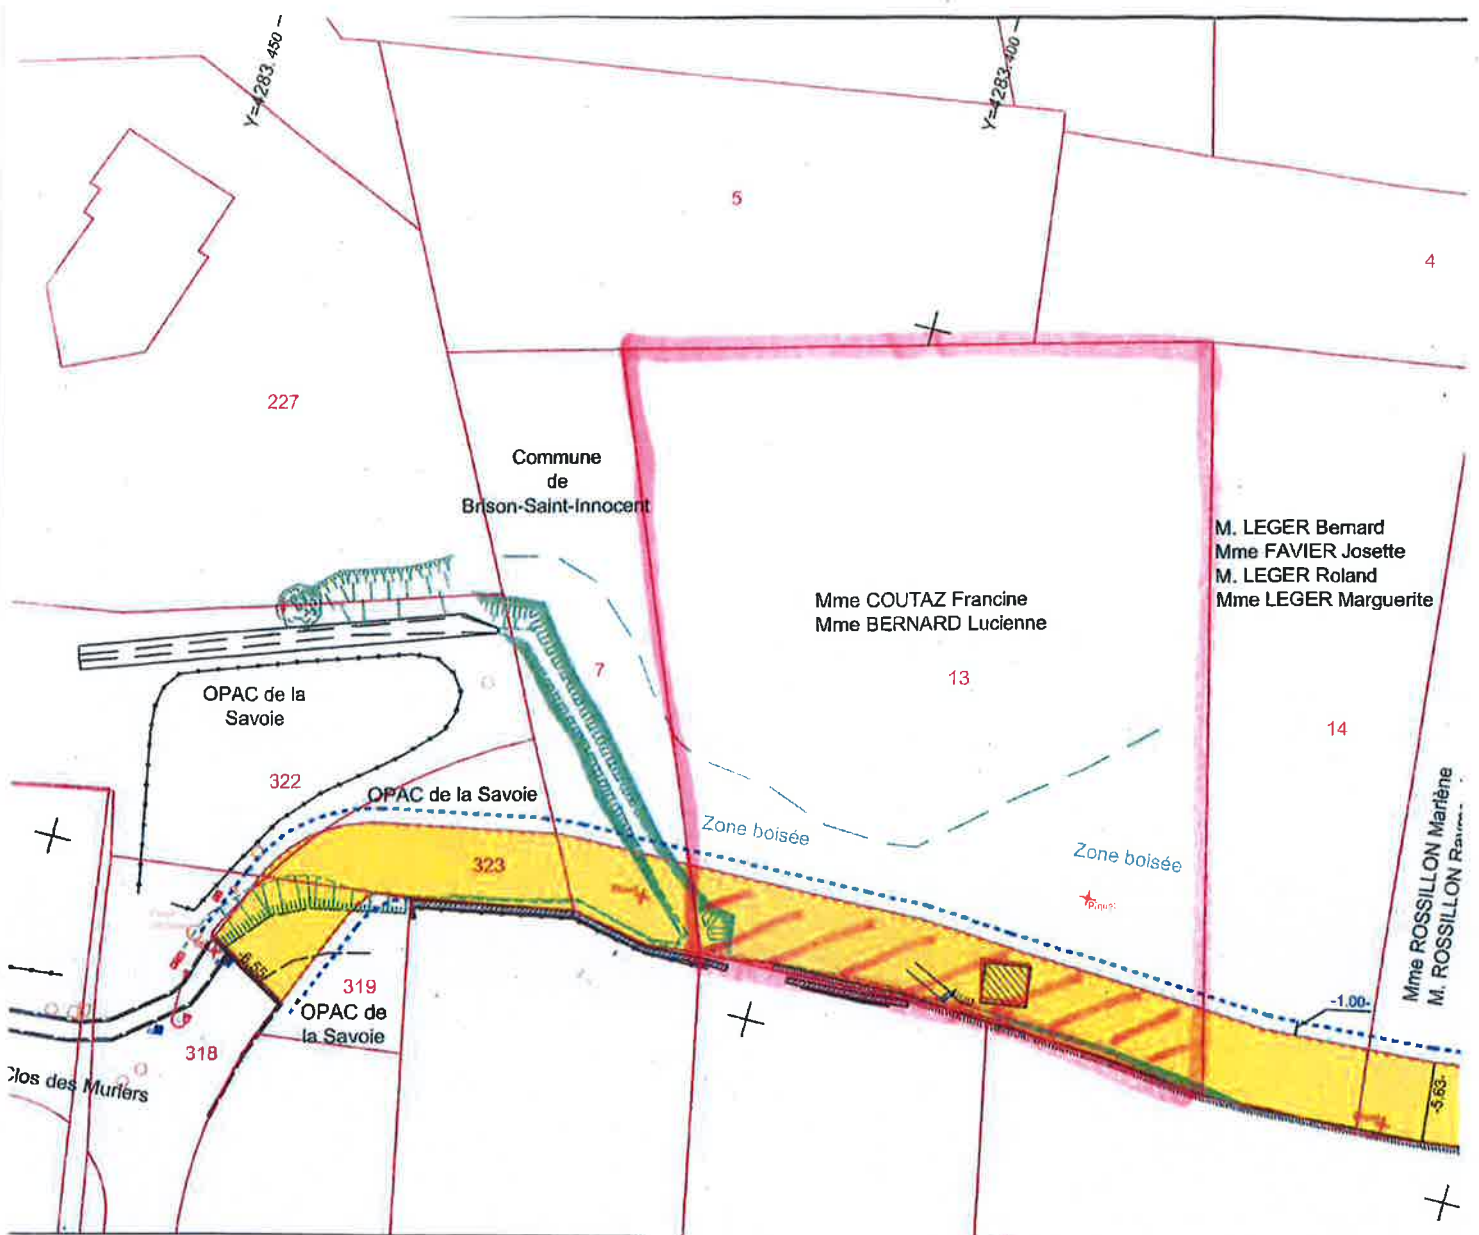 Y=4283.450
Y=4283.400
5
4
227
Commune
de
Brison-Saint-Innocent
M. LEGER Bernard
Mme FAVIER Josette
M. LEGER Roland
Mme LEGER Marguerite
Mme COUTAZ Francine
Mme BERNARD Lucienne
7
13
14
OPAC de la
Savoie
322
OPAC de la Savoie
Zone boisée
Zone boisée
323
Mme ROSSILLON Marlène
M. ROSSILLON
-6.55-
319
OPAC de
la Savoie
318
-1.00-
-5.63-
Clos des Muriers